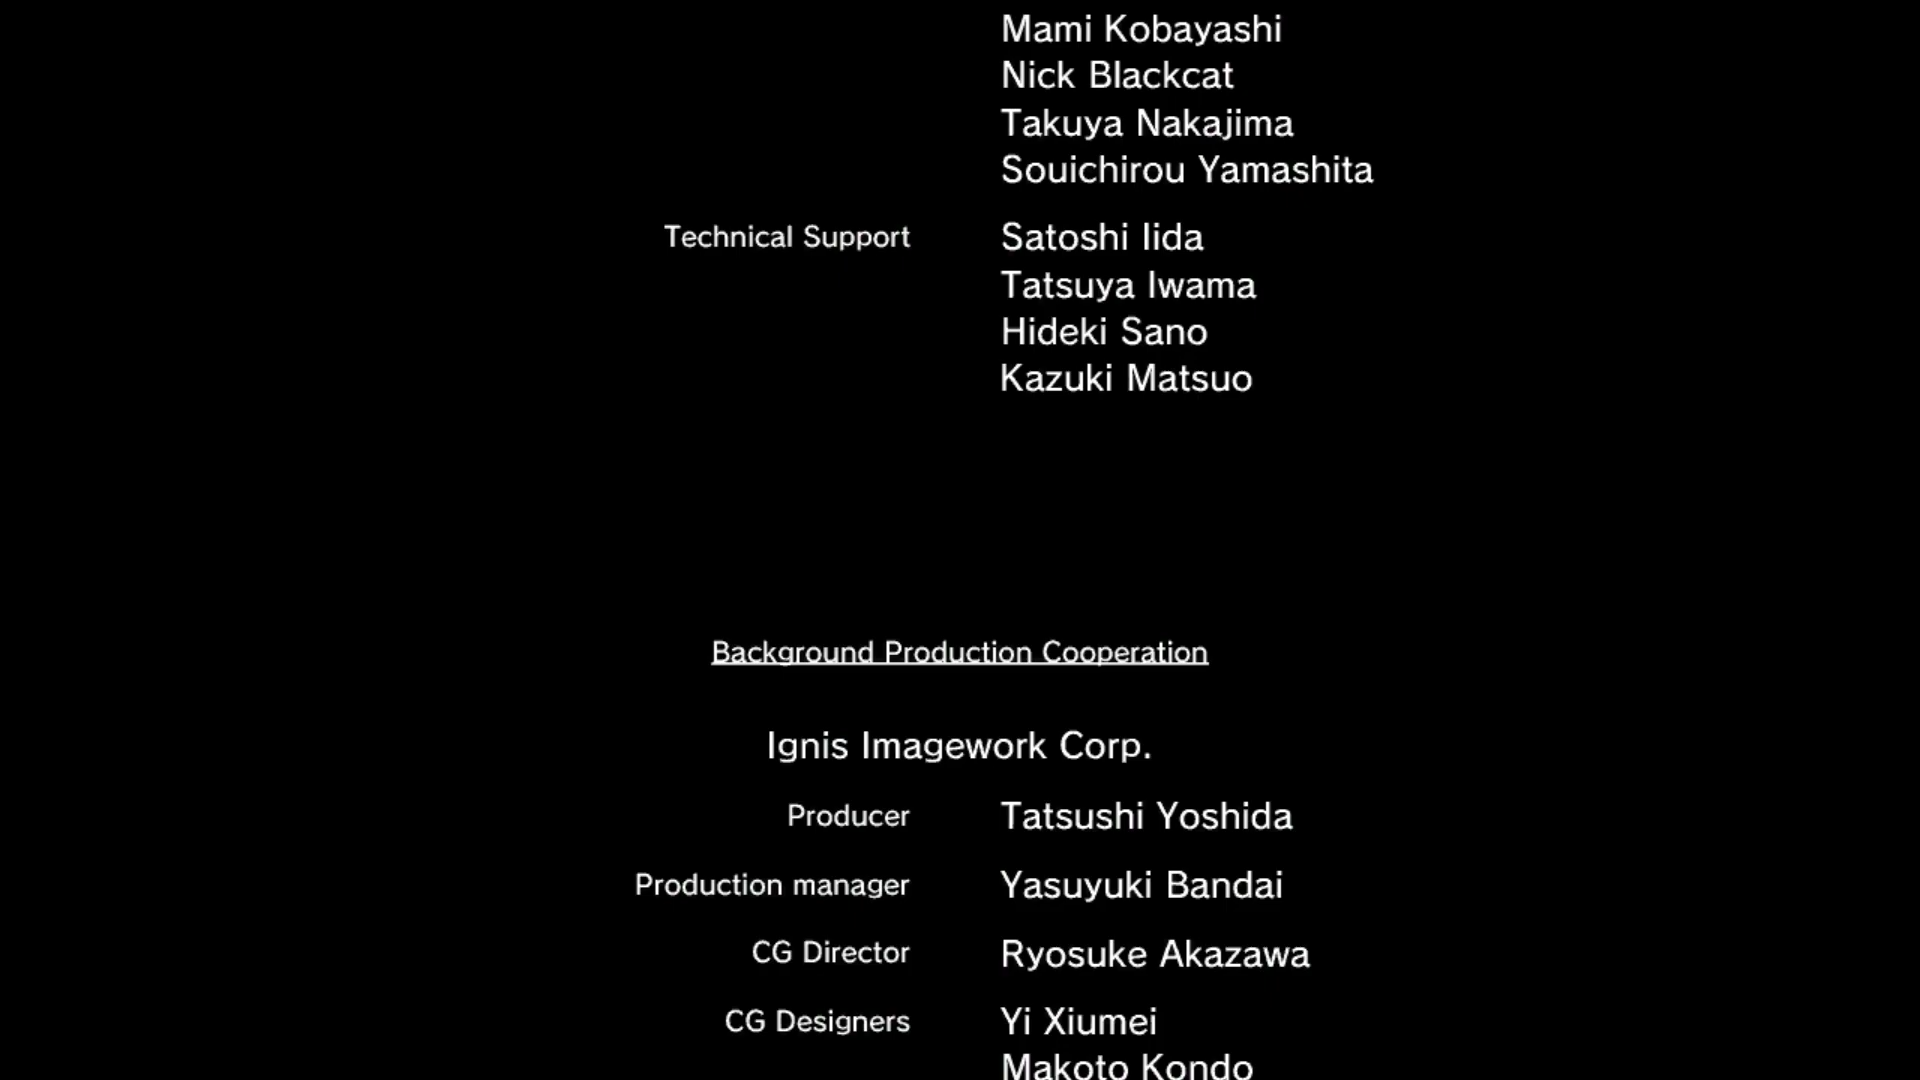 Mami Kobayashi
Nick Blackcat
Takuya Nakajima
Souichirou Yamashita
Technical Support Satoshi Iida
Tatsuya Iwama
Hideki Sano
Kazuki Matsuo
Background Production Cooperation
Ignis Imagework Corp.
Producer Tatsushi Yoshida
Production manager Yasuyuki Bandai
CG Director Ryosuke Akazawa
CG Designers Yi Xiumei
Makoto Kondo